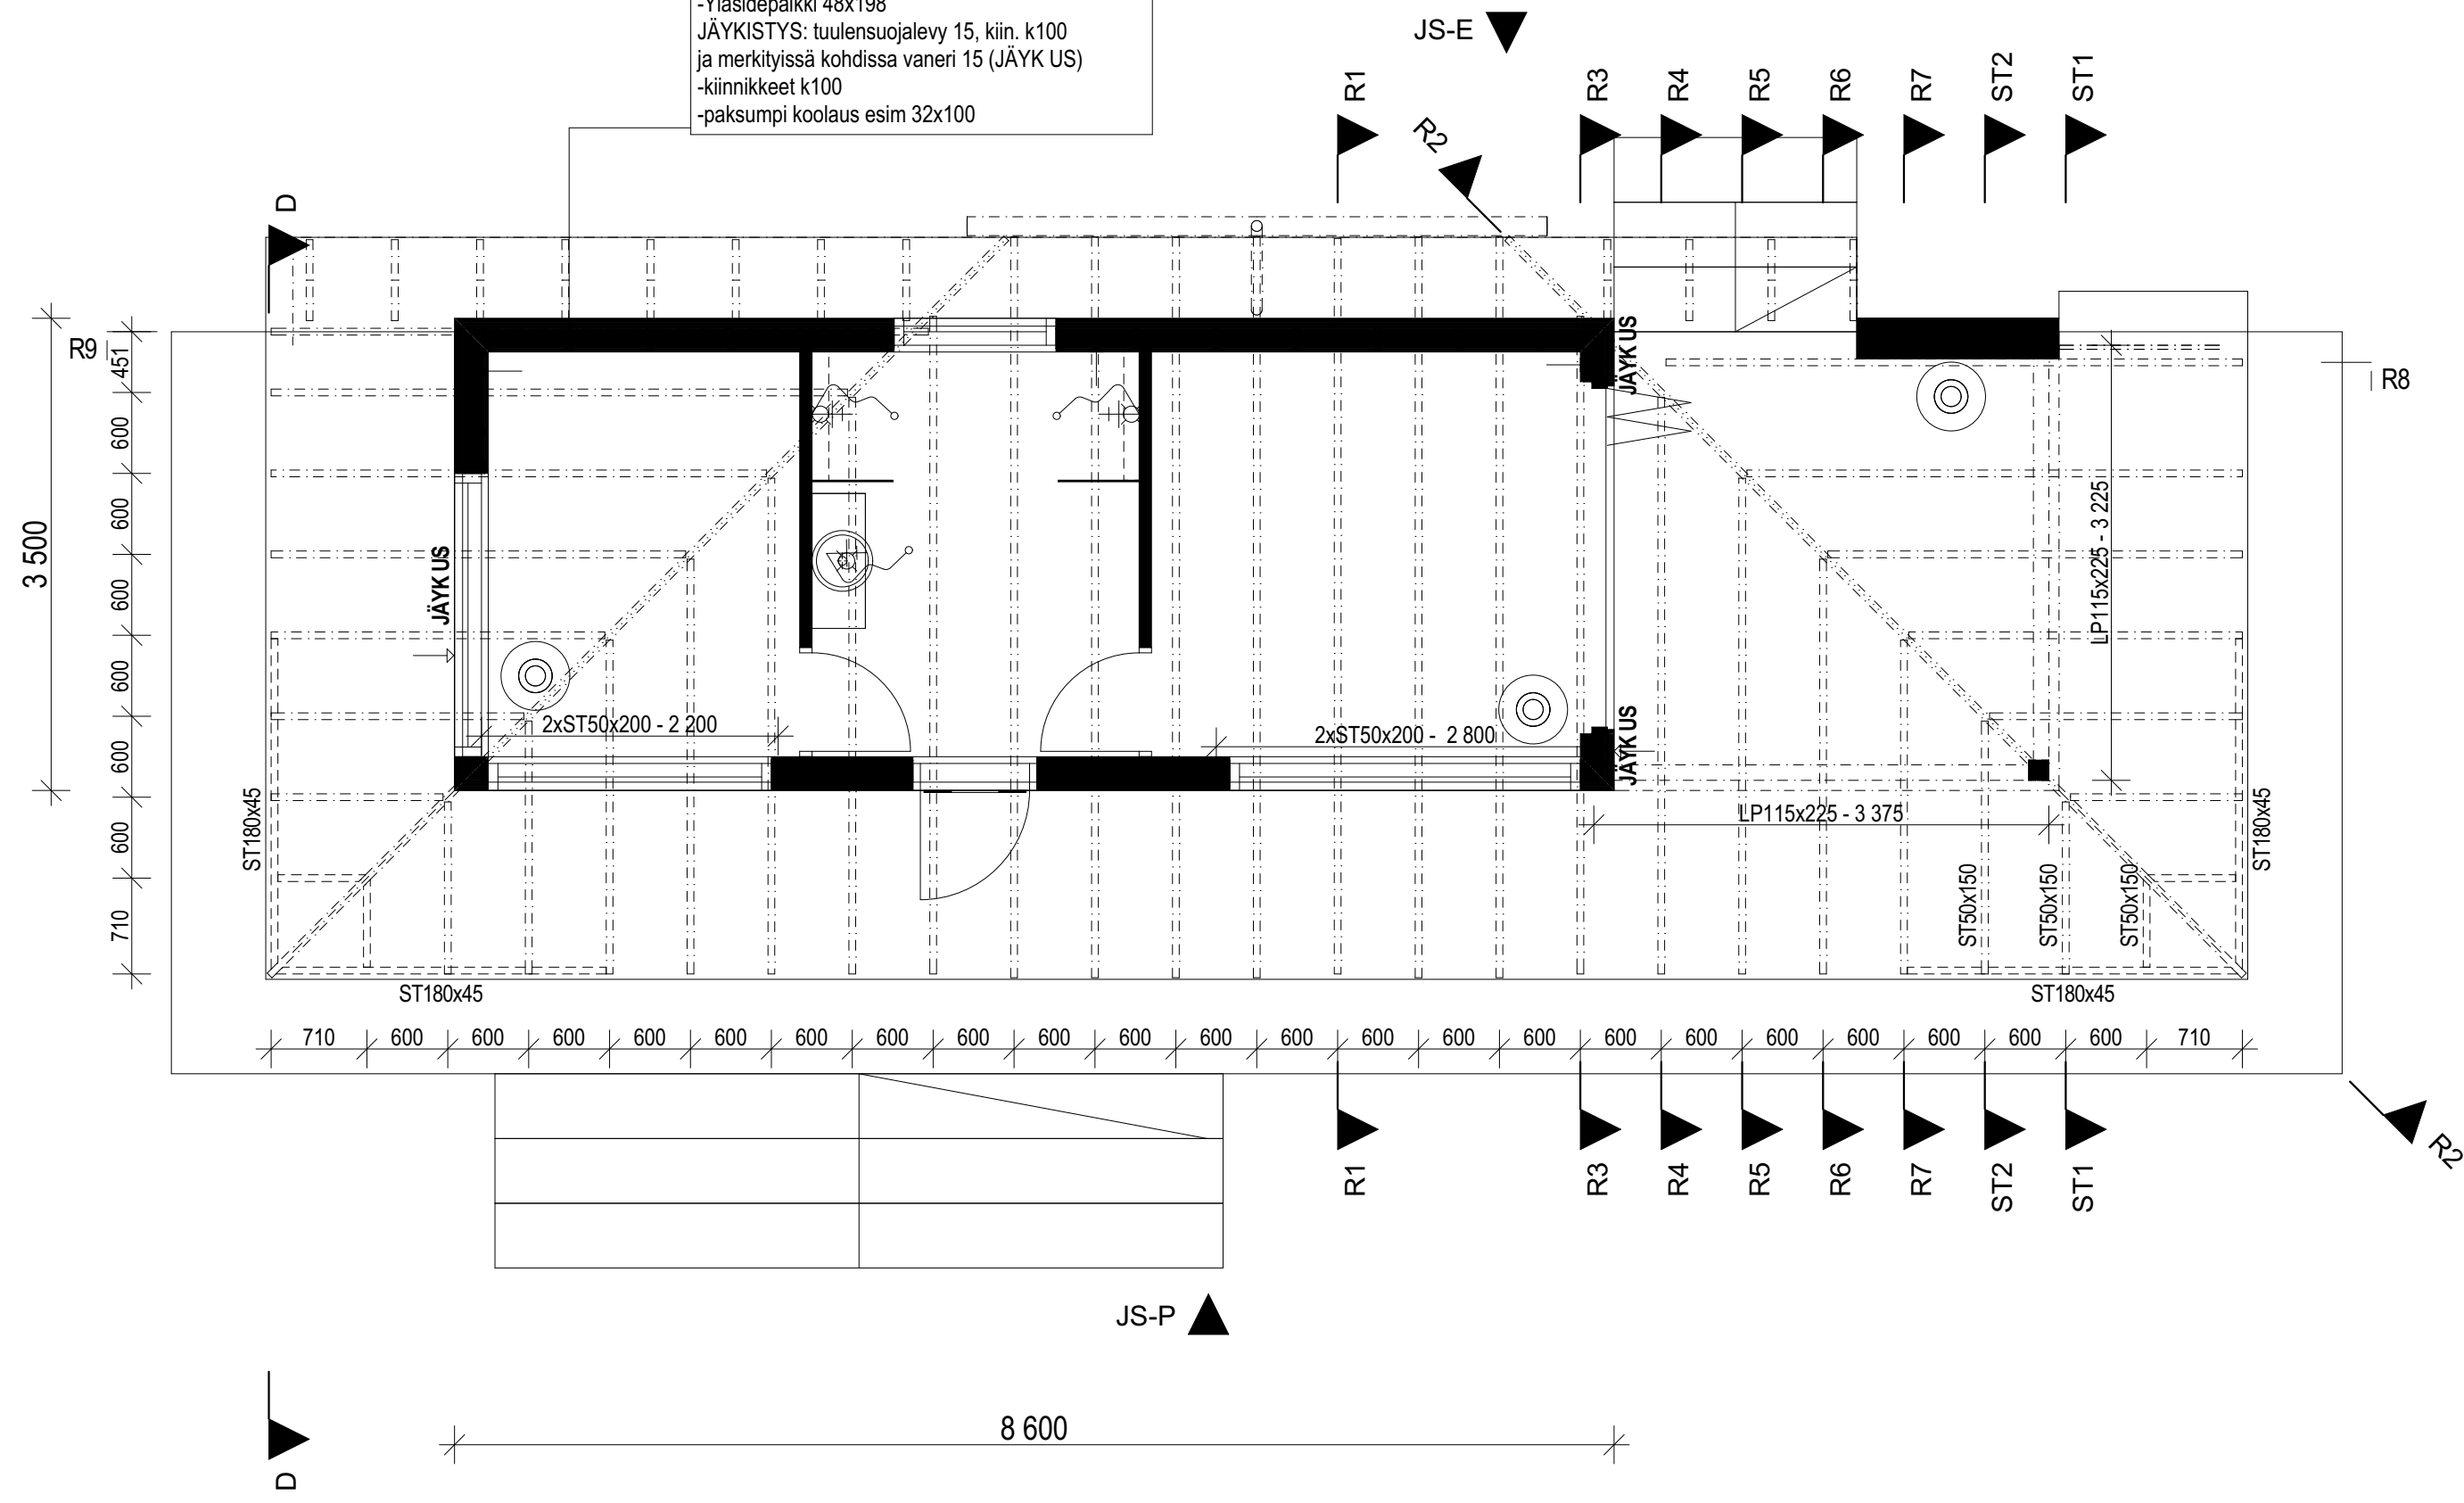 -Yläsidepalkki 48x198
JÄYKISTYS: tuulensuojalevy 15, kiin. k100
ja merkityissä kohdissa vaneri 15 (JÄYK US)
-kiinnikkeet k100
-paksumpi koolaus esim 32x100
JS-E
R1
R2
R3
R4
R5
R6
R7
ST2
ST1
D
R9
R8
3 500
451
600
600
600
600
600
600
710
JÄYK US
JÄYK US
JÄYK US
LP115x225 - 3 225
2xST50x200 - 2 200
2xST50x200 - 2 800
LP115x225 - 3 375
ST180x45
ST180x45
ST50x150
ST50x150
ST50x150
ST180x45
ST180x45
710 600 600 600 600 600 600 600 600 600 600 600 600 600 600 600 600 600 600 600 600 600 600 710
R1
R3
R4
R5
R6
R7
ST2
ST1
R2
JS-P
8 600
D